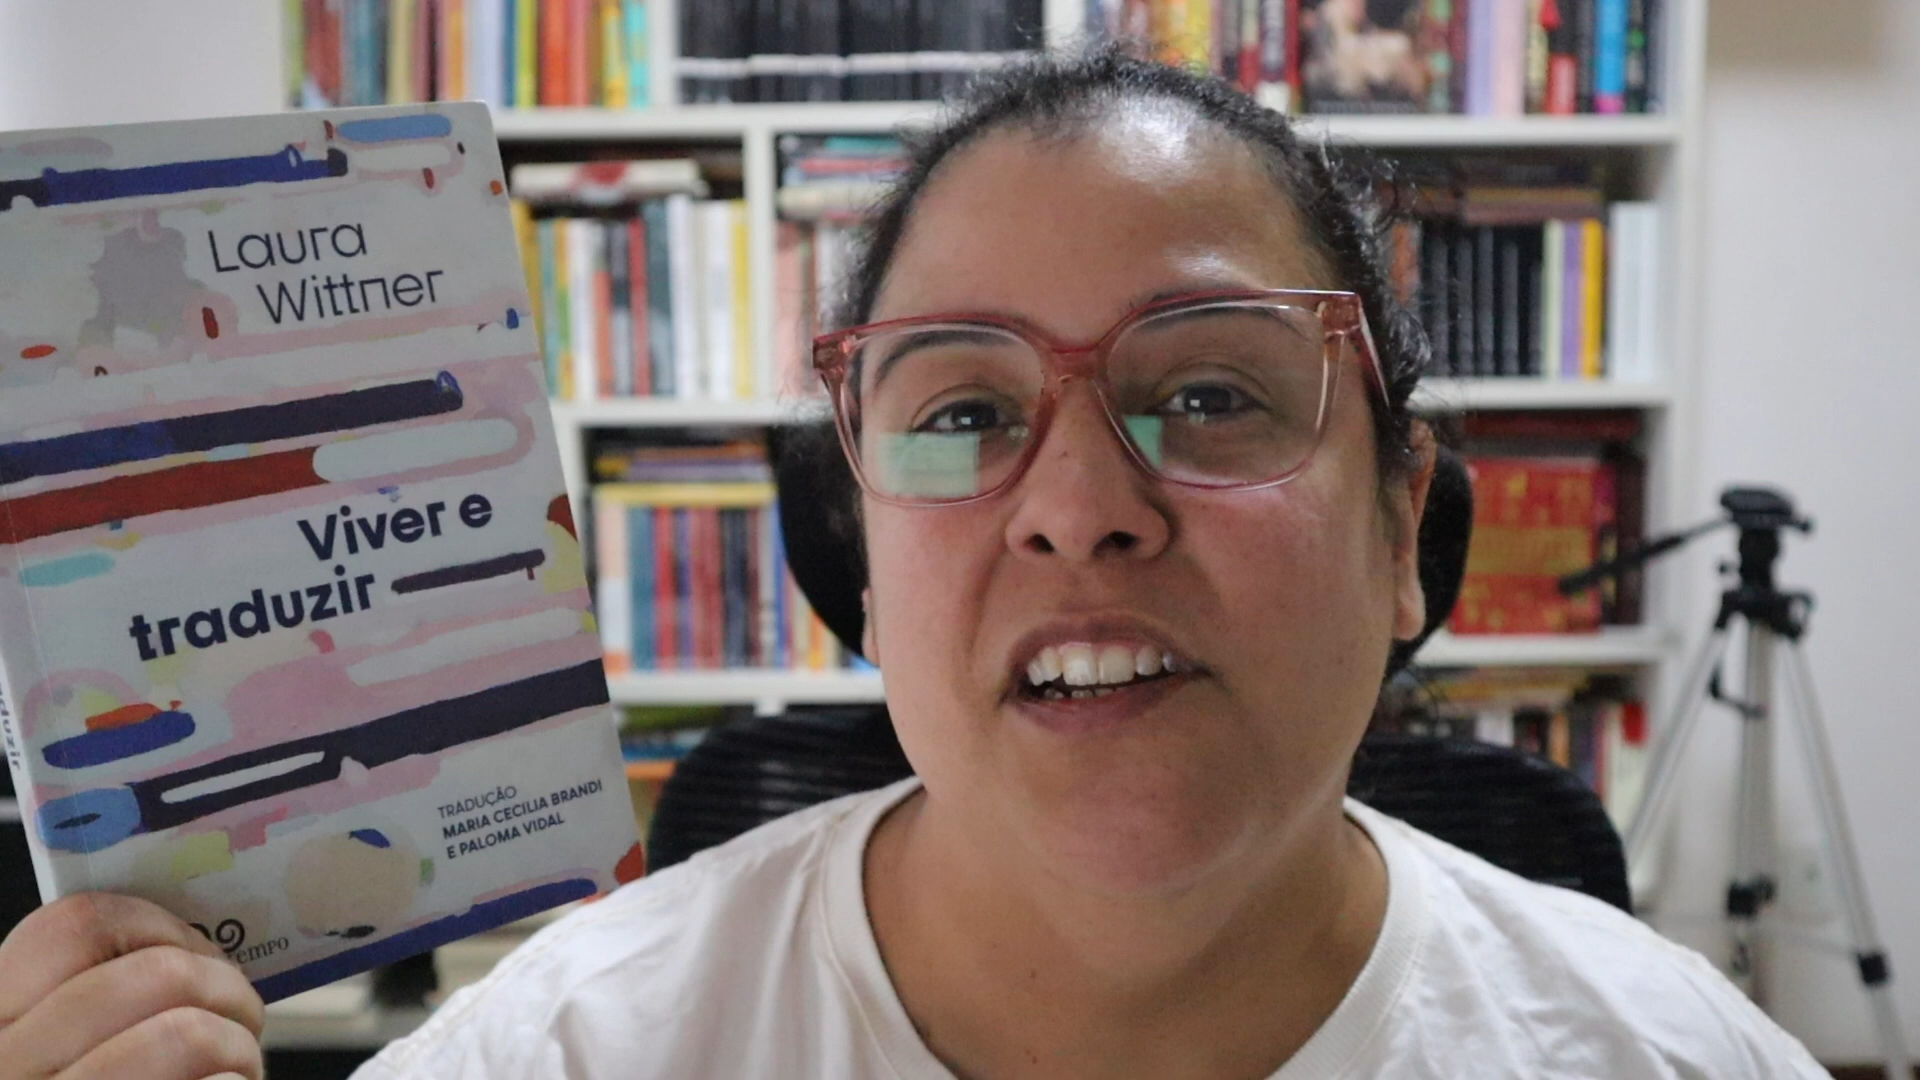 Laura
Wittner
Viver e
traduzir
TRADUÇÃO
MARIA CECILIA BRANDI
E PALOMA VIDAL